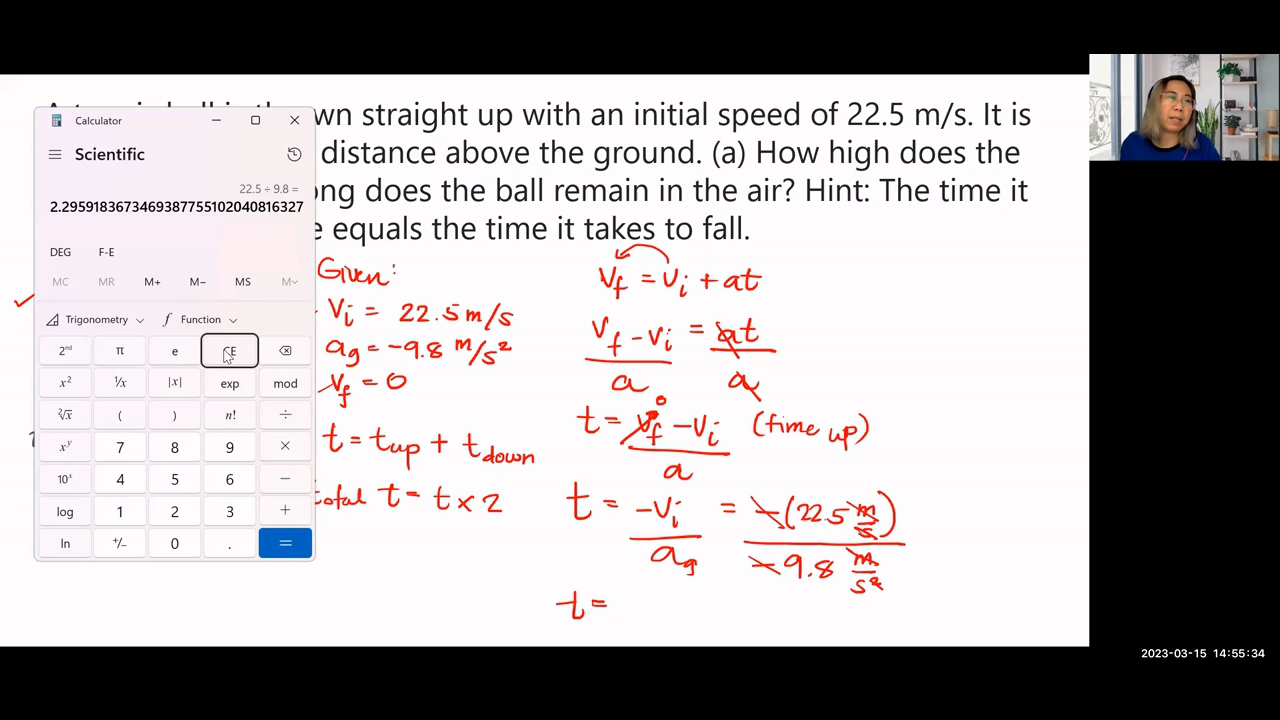 wn straight up with an initial speed of 22.5 m/s. It is
distance above the ground. (a) How high does the
ong does the ball remain in the air? Hint: The time it
e equals the time it takes to fall.
Calculator
Scientific
22.5 ÷ 9.8 =
2.2959183673469387755102040816327
DEG F-E
MC MR M+ M− MS M˅
Trigonometry ƒ Function
2ⁿᵈ π e CE ⌫
x² ¹/x |x| exp mod
²√x ( ) n! ÷
xʸ 7 8 9 ×
10ˣ 4 5 6 −
log 1 2 3 +
ln +/− 0 . =
Given:
Vi = 22.5 m/s
ag = -9.8 m/s²
Vf = 0
t = tup + tdown
total t = t x 2
Vf = Vi + at
Vf - Vi = at
a a
t = Vf - Vi (time up)
0
a
t = -Vi = -(22.5 m/s)
ag -9.8 m/s²
t =
2023-03-15 14:55:34